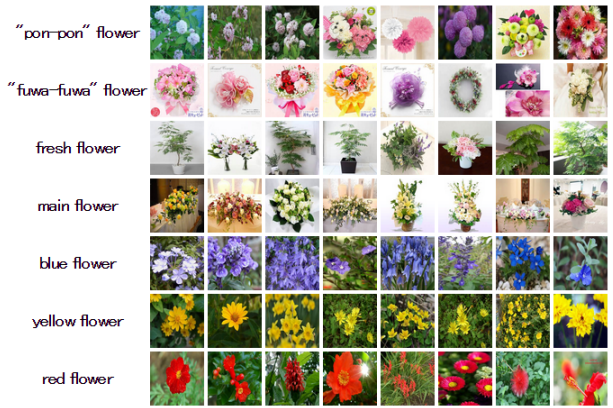 "pon-pon" flower
"fuwa-fuwa" flower
fresh flower
main flower
blue flower
yellow flower
red flower